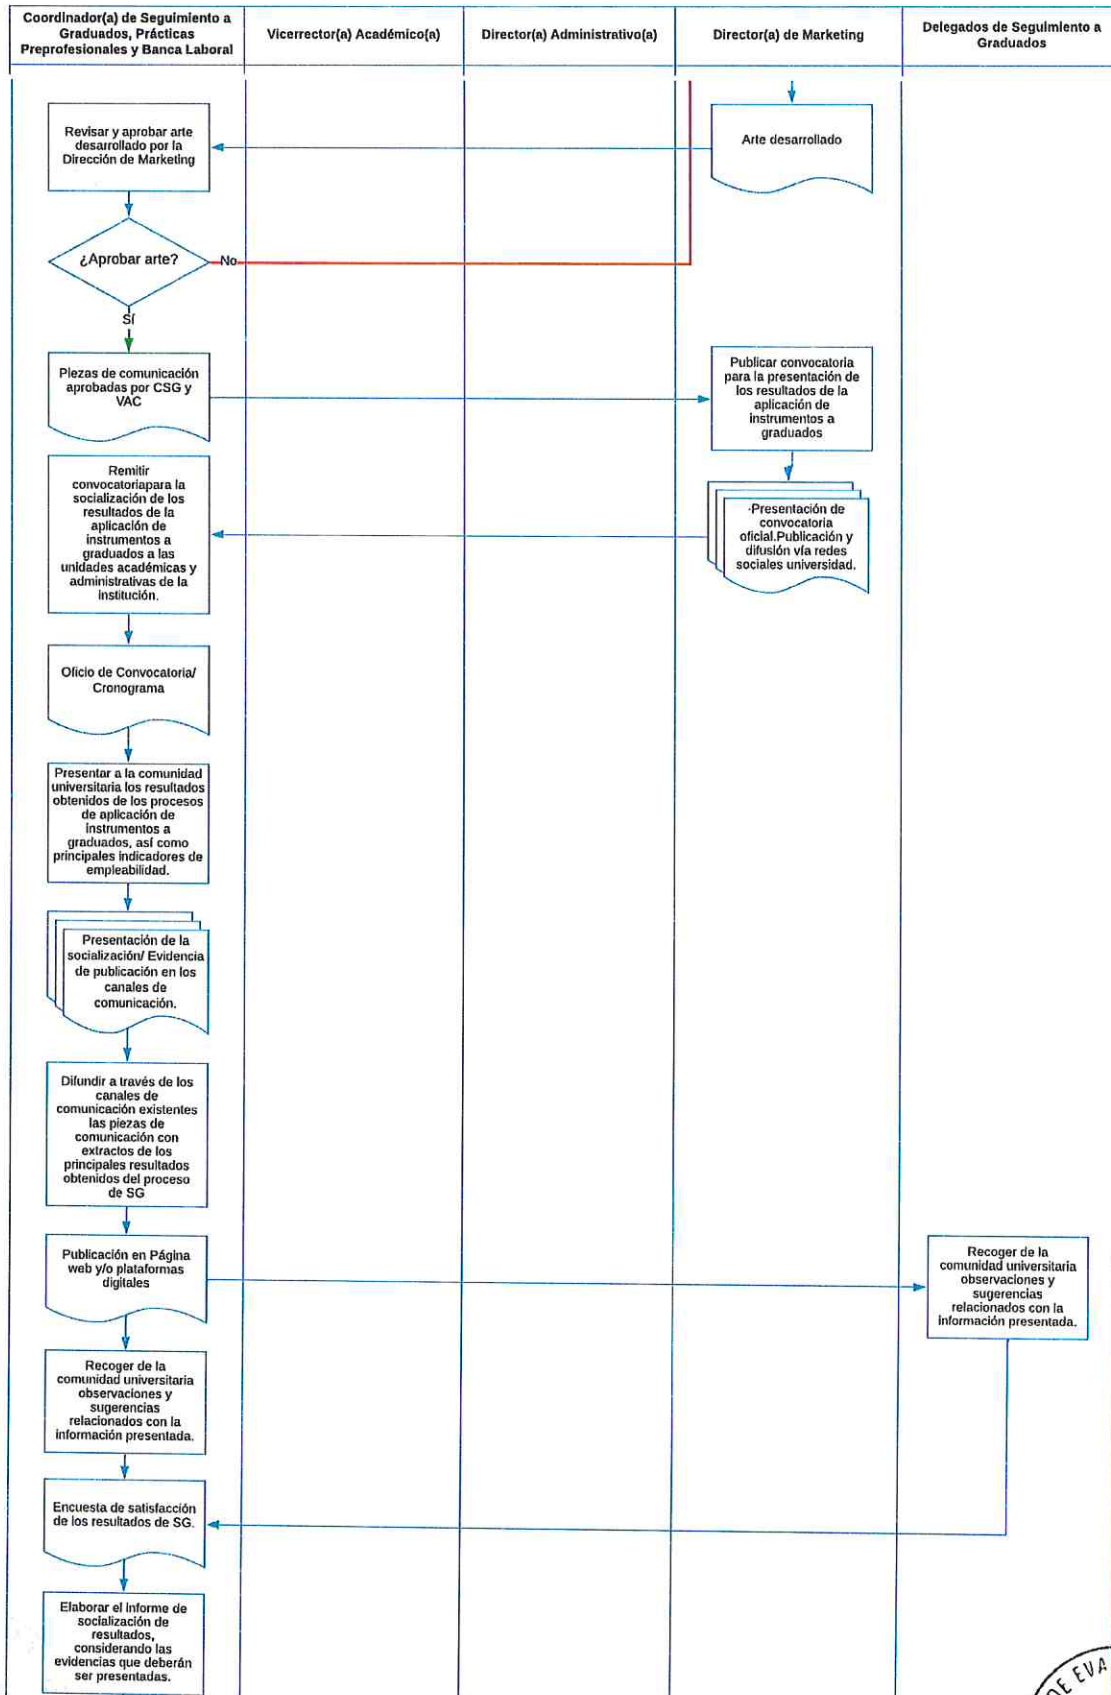 Coordinador(a) de Seguimiento a
Graduados, Prácticas
Preprofesionales y Banca Laboral
Vicerrector(a) Académico(a)
Director(a) Administrativo(a)
Director(a) de Marketing
Delegados de Seguimiento a
Graduados
Revisar y aprobar arte
desarrollado por la
Dirección de Marketing
Arte desarrollado
¿Aprobar arte?
No
Sí
Piezas de comunicación
aprobadas por CSG y
VAC
Publicar convocatoria
para la presentación de
los resultados de la
aplicación de
instrumentos a
graduados
Remitir
convocatoriapara la
socialización de los
resultados de la
aplicación de
instrumentos a
graduados a las
unidades académicas y
administrativas de la
institución.
-Presentación de
convocatoria
oficial.Publicación y
difusión vía redes
sociales universidad.
Oficio de Convocatoria/
Cronograma
Presentar a la comunidad
universitaria los resultados
obtenidos de los procesos
de aplicación de
instrumentos a
graduados, así como
principales indicadores de
empleabilidad.
Presentación de la
socialización/ Evidencia
de publicación en los
canales de
comunicación.
Difundir a través de los
canales de
comunicación existentes
las piezas de
comunicación con
extractos de los
principales resultados
obtenidos del proceso
de SG
Publicación en Página
web y/o plataformas
digitales
Recoger de la
comunidad universitaria
observaciones y
sugerencias
relacionados con la
información presentada.
Recoger de la
comunidad universitaria
observaciones y
sugerencias
relacionados con la
información presentada.
Encuesta de satisfacción
de los resultados de SG.
Elaborar el Informe de
socialización de
resultados,
considerando las
evidencias que deberán
ser presentadas.
DE EVA